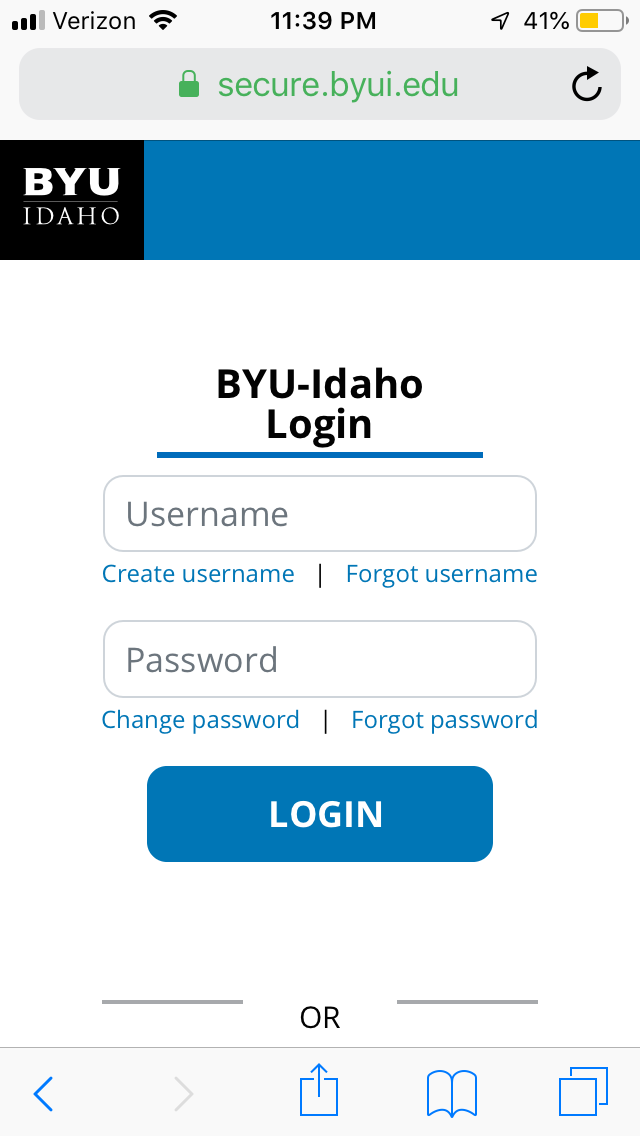 Verizon 11:39 PM 41%
secure.byui.edu
BYU
IDAHO
BYU-Idaho
Login
Username
Create username | Forgot username
Password
Change password | Forgot password
LOGIN
OR